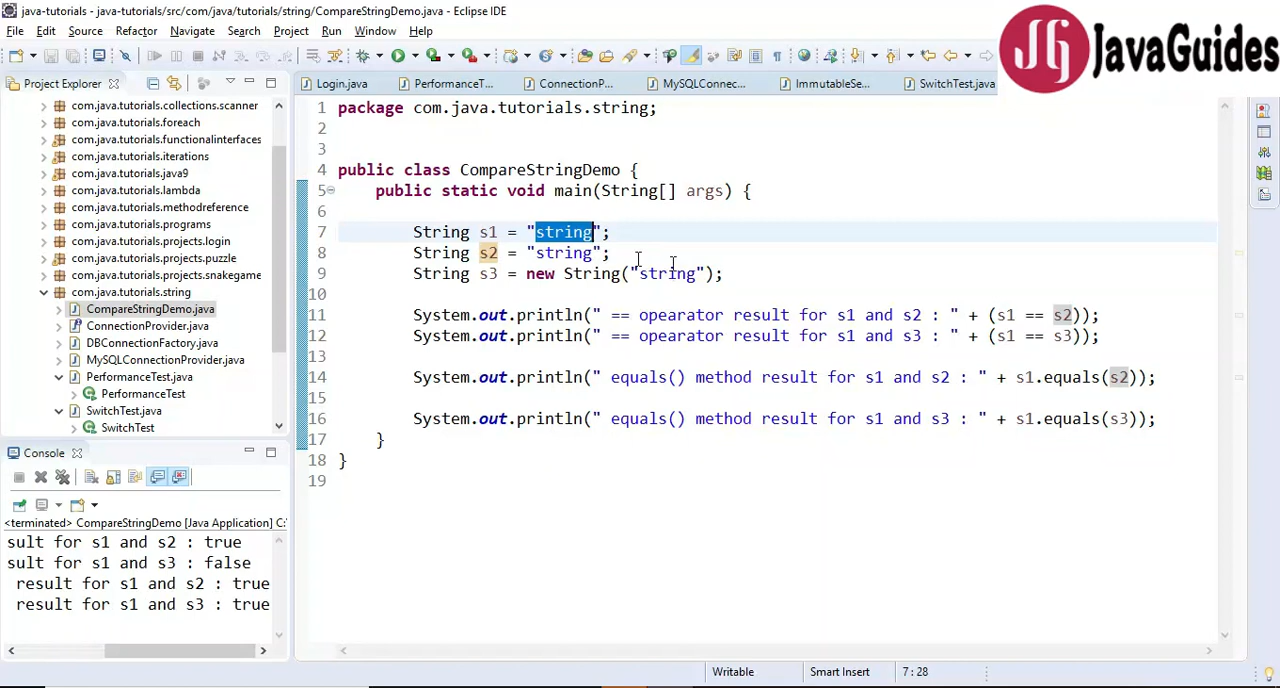 java-tutorials - java-tutorials/src/com/java/tutorials/string/CompareStringDemo.java - Eclipse IDE
File Edit Source Refactor Navigate Search Project Run Window Help
JG JavaGuides
Project Explorer
Login.java PerformanceT... ConnectionP... MySQLConnec... ImmutableSe... SwitchTest.java
com.java.tutorials.collections.scanner
com.java.tutorials.foreach
com.java.tutorials.functionalinterfaces
com.java.tutorials.iterations
com.java.tutorials.java9
com.java.tutorials.lambda
com.java.tutorials.methodreference
com.java.tutorials.programs
com.java.tutorials.projects.login
com.java.tutorials.projects.puzzle
com.java.tutorials.projects.snakegame
com.java.tutorials.string
CompareStringDemo.java
ConnectionProvider.java
DBConnectionFactory.java
MySQLConnectionProvider.java
PerformanceTest.java
PerformanceTest
SwitchTest.java
SwitchTest
1 package com.java.tutorials.string;
2
3
4 public class CompareStringDemo {
5 public static void main(String[] args) {
6
7 String s1 = "string";
8 String s2 = "string";
9 String s3 = new String("string");
10
11 System.out.println(" == opearator result for s1 and s2 : " + (s1 == s2));
12 System.out.println(" == opearator result for s1 and s3 : " + (s1 == s3));
13
14 System.out.println(" equals() method result for s1 and s2 : " + s1.equals(s2));
15
16 System.out.println(" equals() method result for s1 and s3 : " + s1.equals(s3));
17 }
18 }
19
Console
<terminated> CompareStringDemo [Java Application] C:
sult for s1 and s2 : true
sult for s1 and s3 : false
result for s1 and s2 : true
result for s1 and s3 : true
Writable Smart Insert 7 : 28